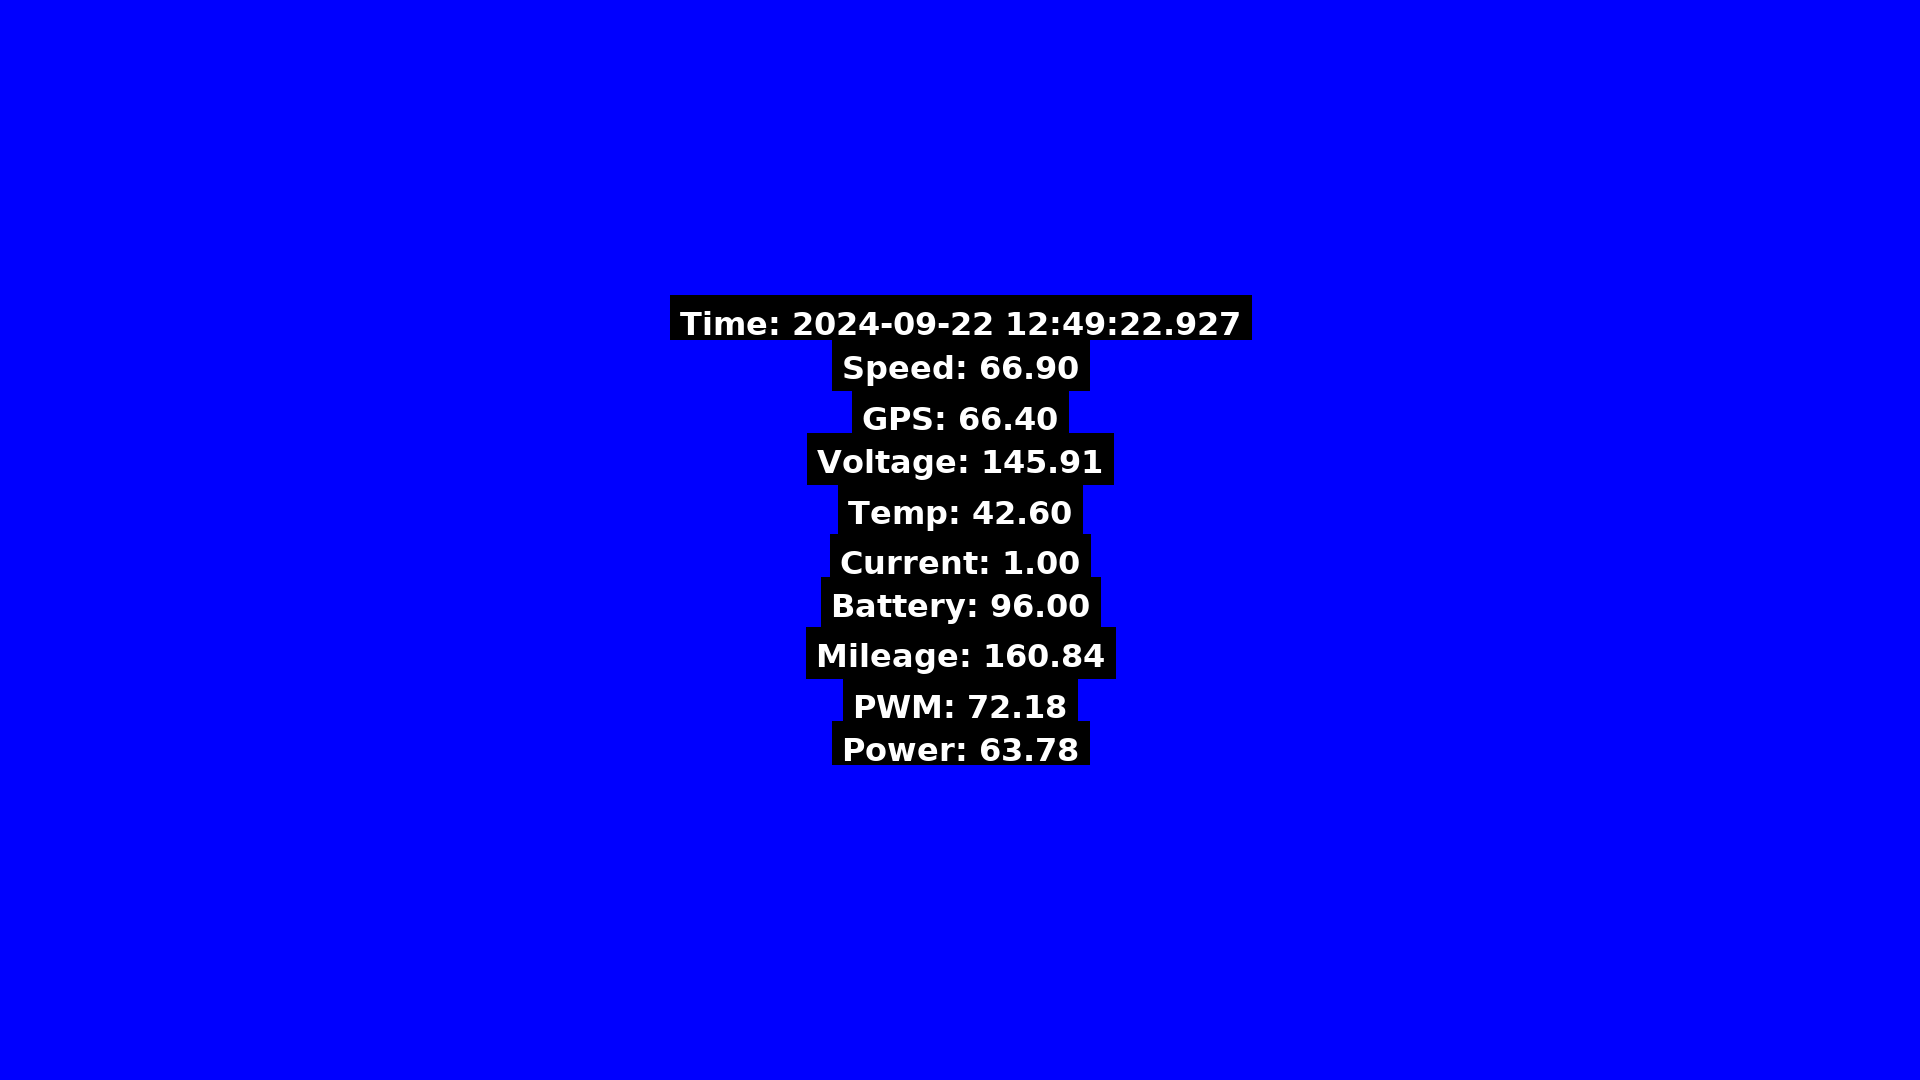 Time: 2024-09-22 12:49:22.927
Speed: 66.90
GPS: 66.40
Voltage: 145.91
Temp: 42.60
Current: 1.00
Battery: 96.00
Mileage: 160.84
PWM: 72.18
Power: 63.78